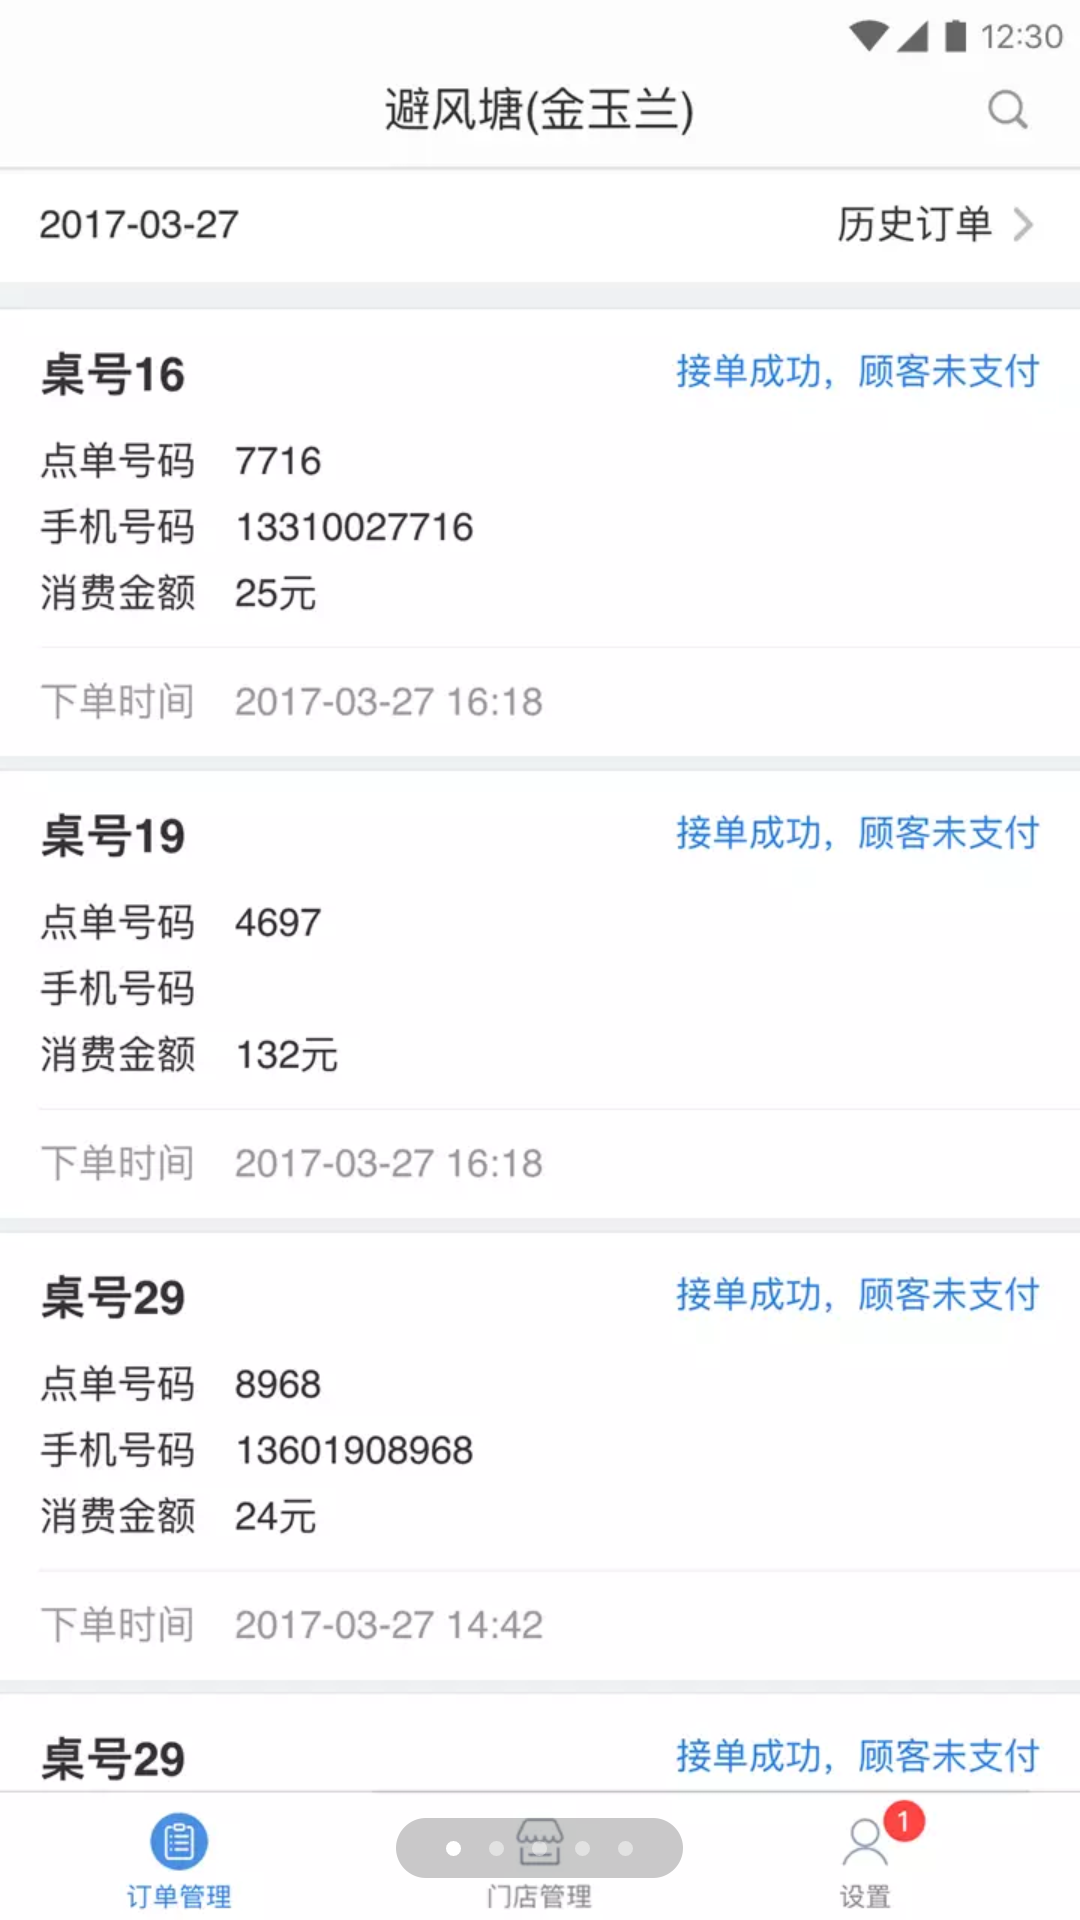 12:30
避风塘(金玉兰)
2017-03-27 历史订单
桌号16 接单成功，顾客未支付
点单号码 7716
手机号码 13310027716
消费金额 25元
下单时间 2017-03-27 16:18
桌号19 接单成功，顾客未支付
点单号码 4697
手机号码
消费金额 132元
下单时间 2017-03-27 16:18
桌号29 接单成功，顾客未支付
点单号码 8968
手机号码 13601908968
消费金额 24元
下单时间 2017-03-27 14:42
桌号29 接单成功，顾客未支付
1
订单管理 门店管理 设置